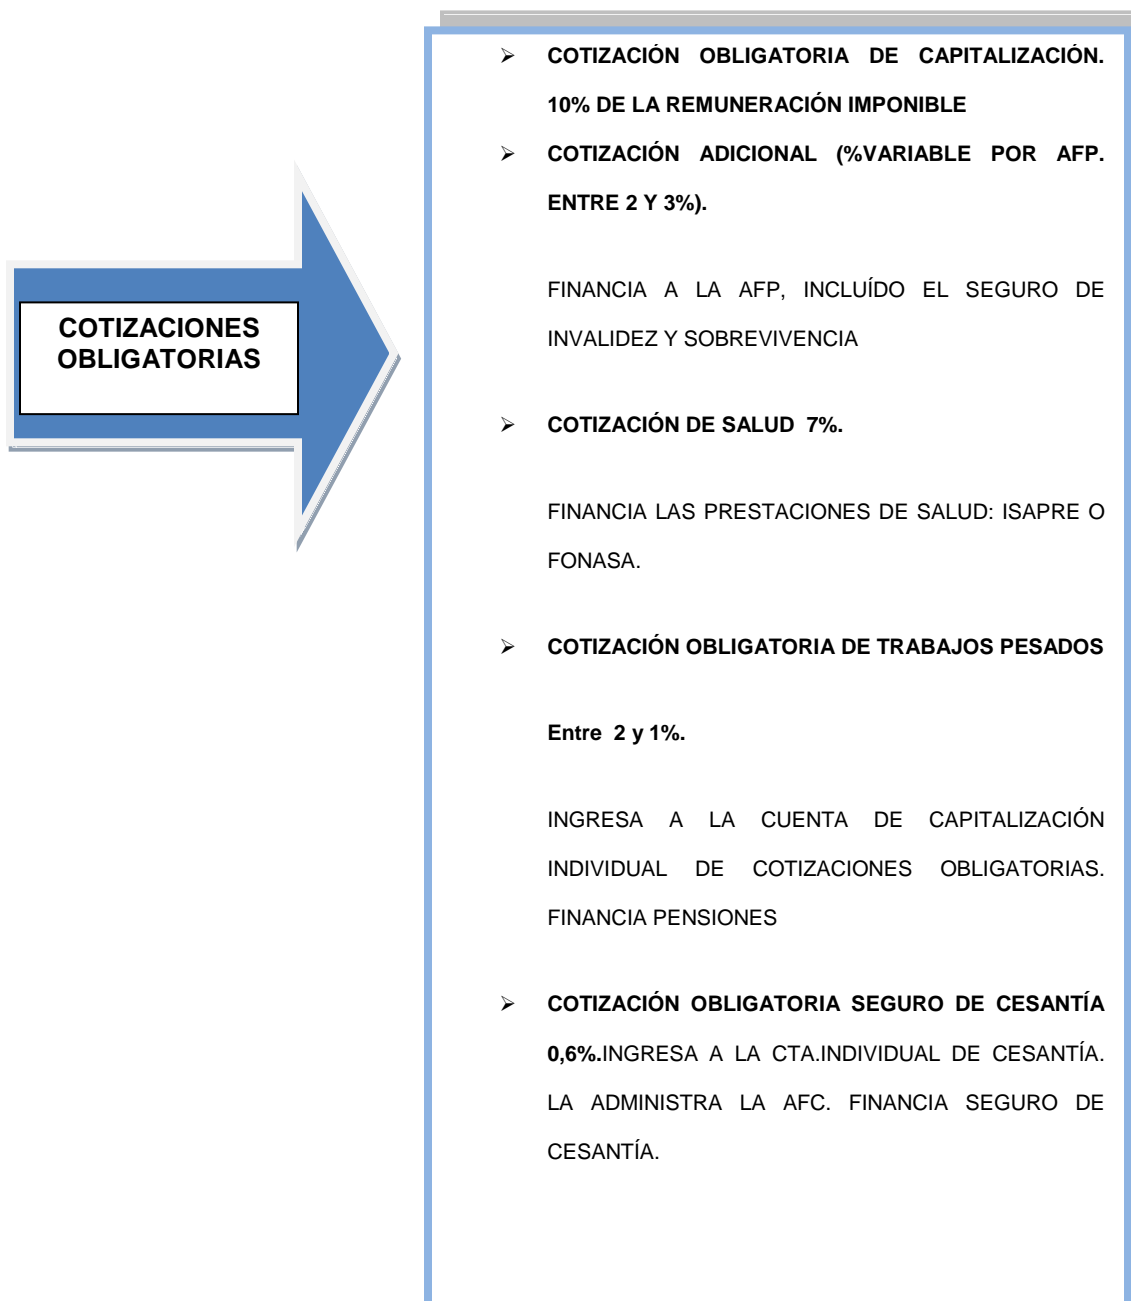 COTIZACIONES
OBLIGATORIAS
➢ COTIZACIÓN OBLIGATORIA DE CAPITALIZACIÓN.
10% DE LA REMUNERACIÓN IMPONIBLE
➢ COTIZACIÓN ADICIONAL (%VARIABLE POR AFP.
ENTRE 2 Y 3%).
FINANCIA A LA AFP, INCLUÍDO EL SEGURO DE
INVALIDEZ Y SOBREVIVENCIA
➢ COTIZACIÓN DE SALUD 7%.
FINANCIA LAS PRESTACIONES DE SALUD: ISAPRE O
FONASA.
➢ COTIZACIÓN OBLIGATORIA DE TRABAJOS PESADOS
Entre 2 y 1%.
INGRESA A LA CUENTA DE CAPITALIZACIÓN
INDIVIDUAL DE COTIZACIONES OBLIGATORIAS.
FINANCIA PENSIONES
➢ COTIZACIÓN OBLIGATORIA SEGURO DE CESANTÍA
0,6%.INGRESA A LA CTA.INDIVIDUAL DE CESANTÍA.
LA ADMINISTRA LA AFC. FINANCIA SEGURO DE
CESANTÍA.